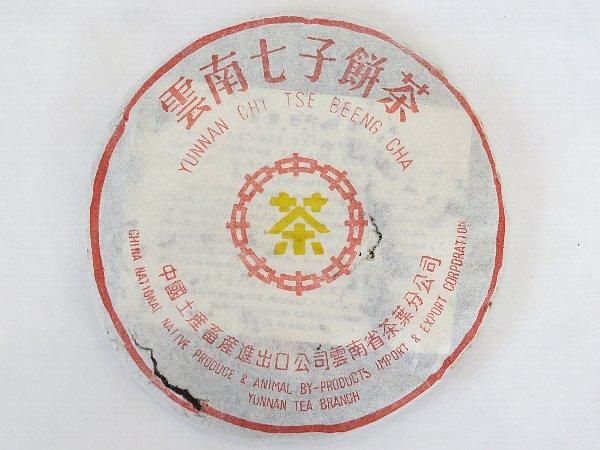 雲南七子餅茶
YUNNAN CHI TSE BEENG CHA
茶
中國土産畜産進出口公司雲南省茶葉分公司
CHINA NATIONAL NATIVE PRODUCE & ANIMAL BY-PRODUCTS IMPORT & EXPORT CORPORATION
YUNNAN TEA BRANCH